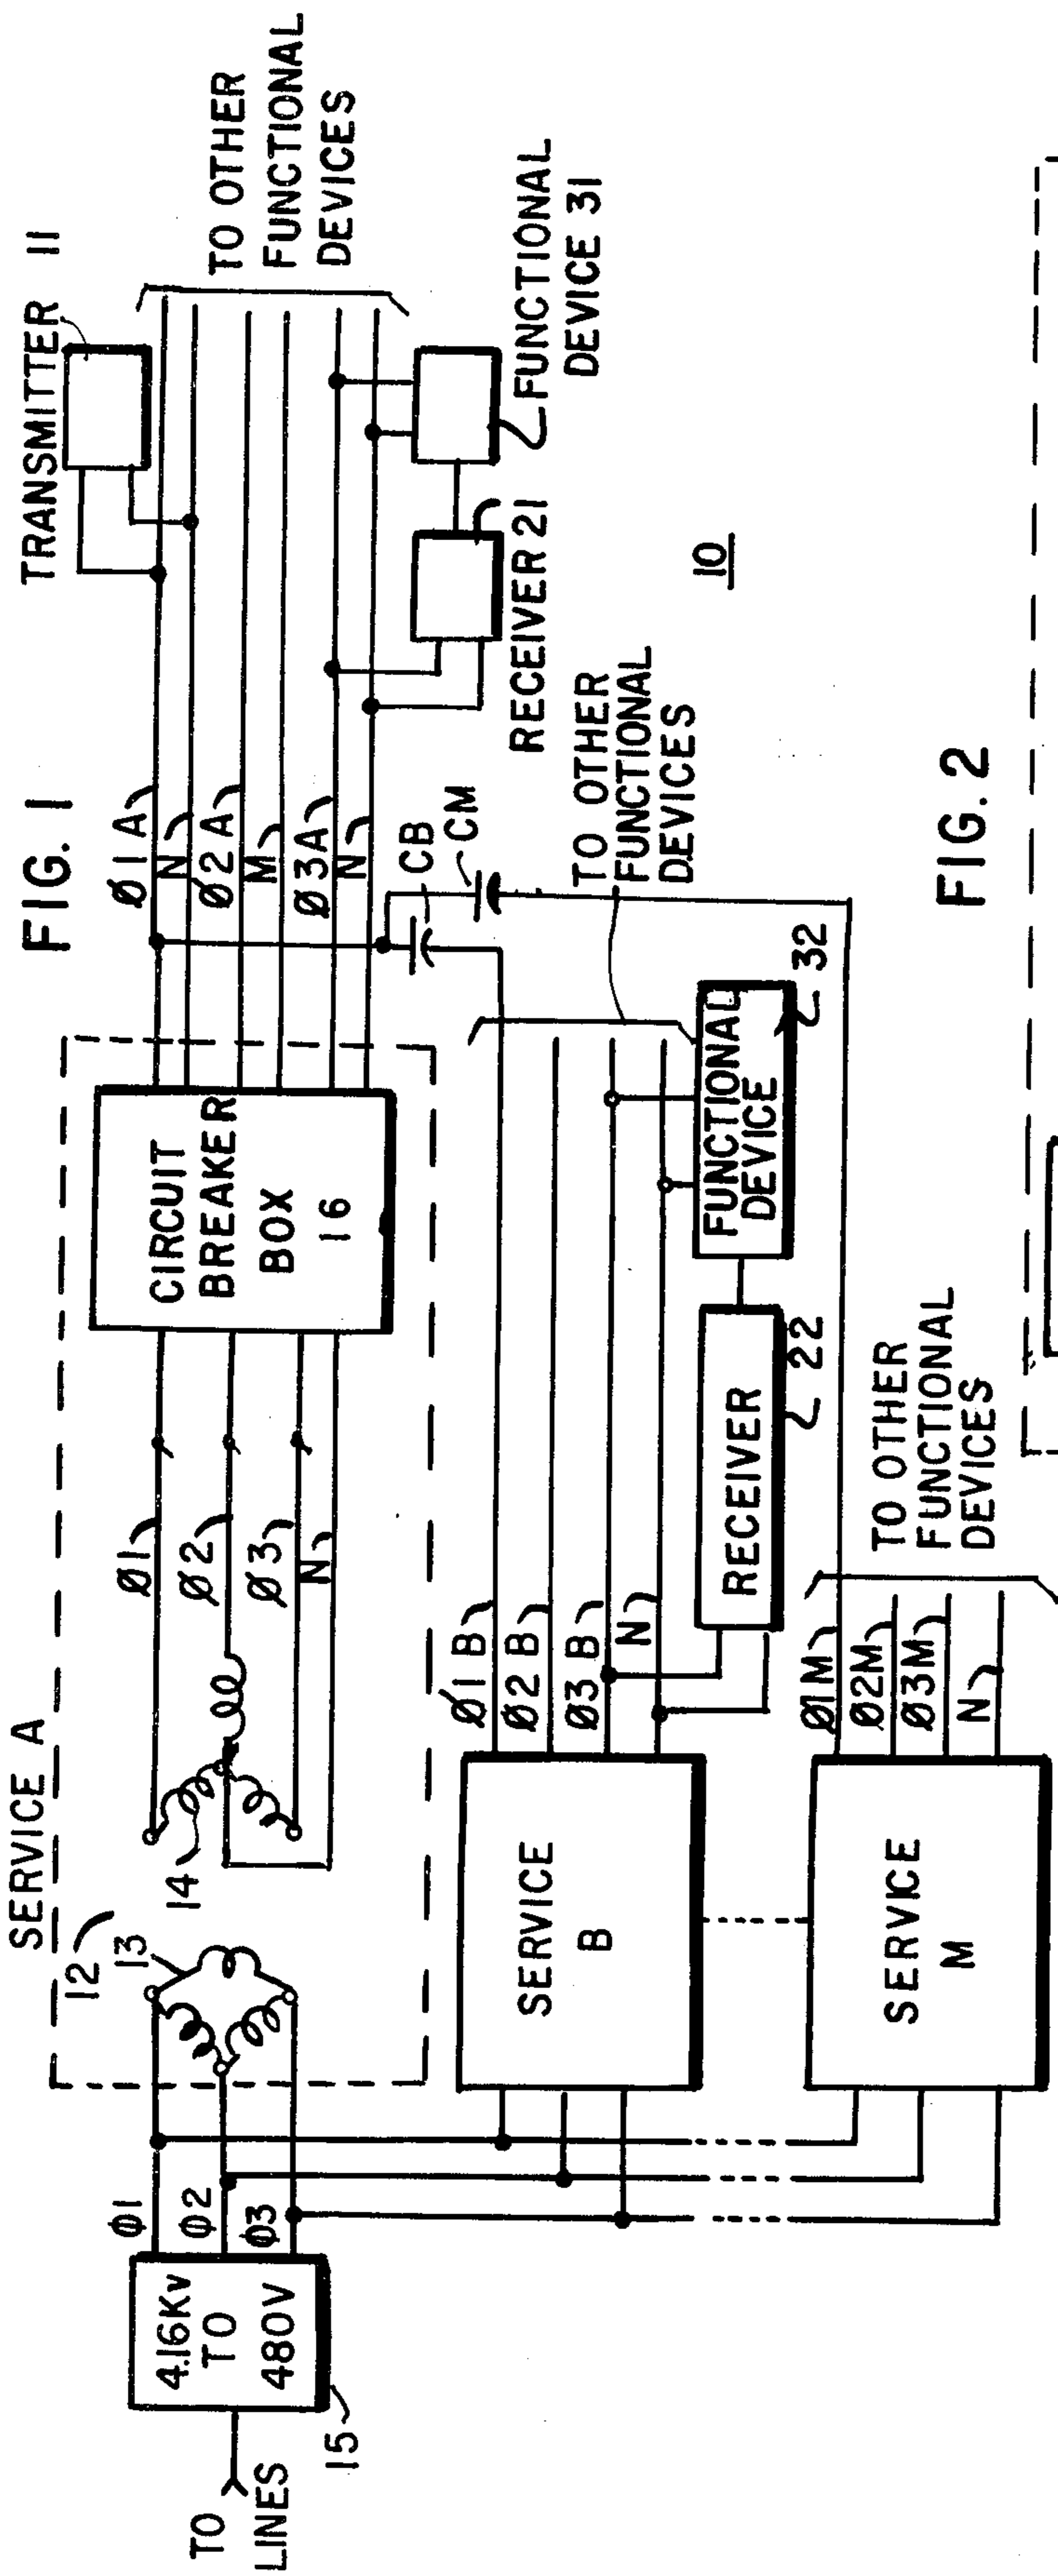 FIG. 1
TRANSMITTER 11
SERVICE A
12
13
14
TO
LINES
4.16Kv
TO
480V
15
Φ1
Φ2
Φ3
Ø1
Ø2
Ø3
N
CIRCUIT
BREAKER
BOX
16
Ø1A
N
Ø2A
M
Ø3A
N
TO OTHER
FUNCTIONAL
DEVICES
FUNCTIONAL
DEVICE 31
RECEIVER 21
CB
CM
10
TO OTHER
FUNCTIONAL
DEVICES
SERVICE
B
Ø1B
Ø2B
Ø3B
N
RECEIVER
22
FUNCTIONAL
DEVICE
32
SERVICE
M
Ø1M
Ø2M
Ø3M
N
TO OTHER
FUNCTIONAL
DEVICES
FIG. 2